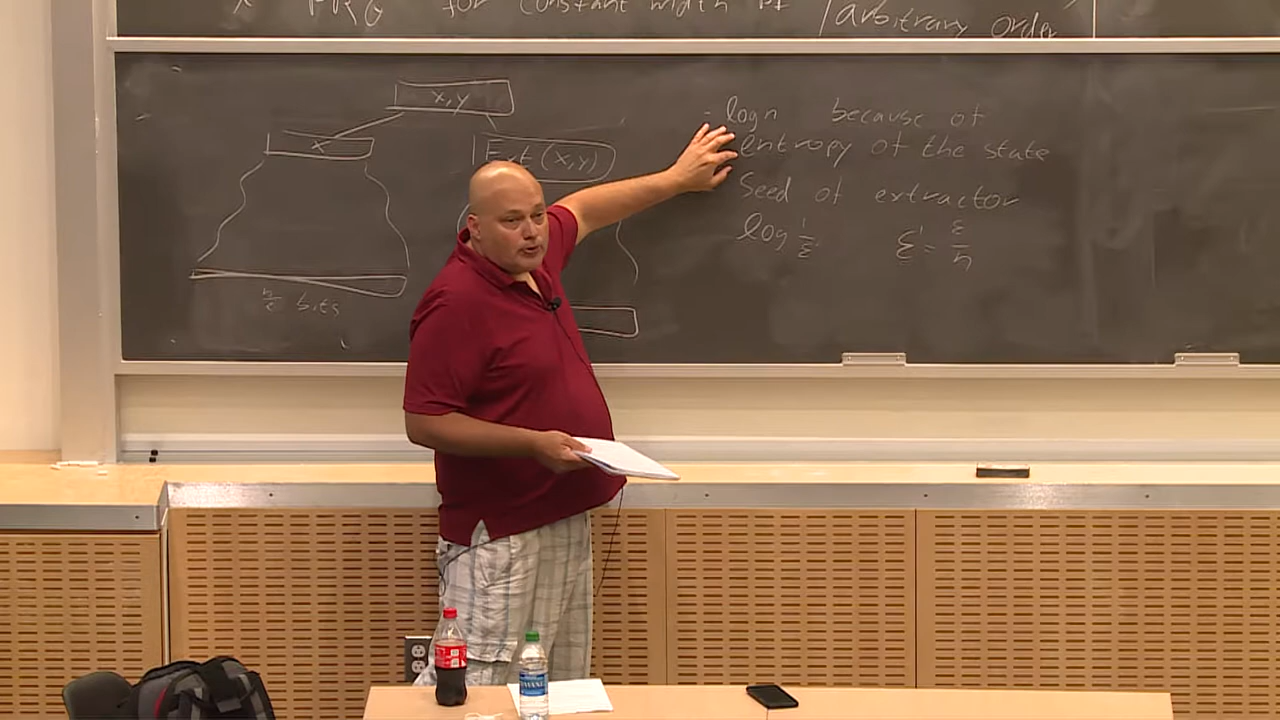 for constant width of arbitrary order
x, y
x
Ext (x,y)
n/c bits
- log n because of
entropy of the state
Seed of extractor
log 1/ε ε' = ε/n